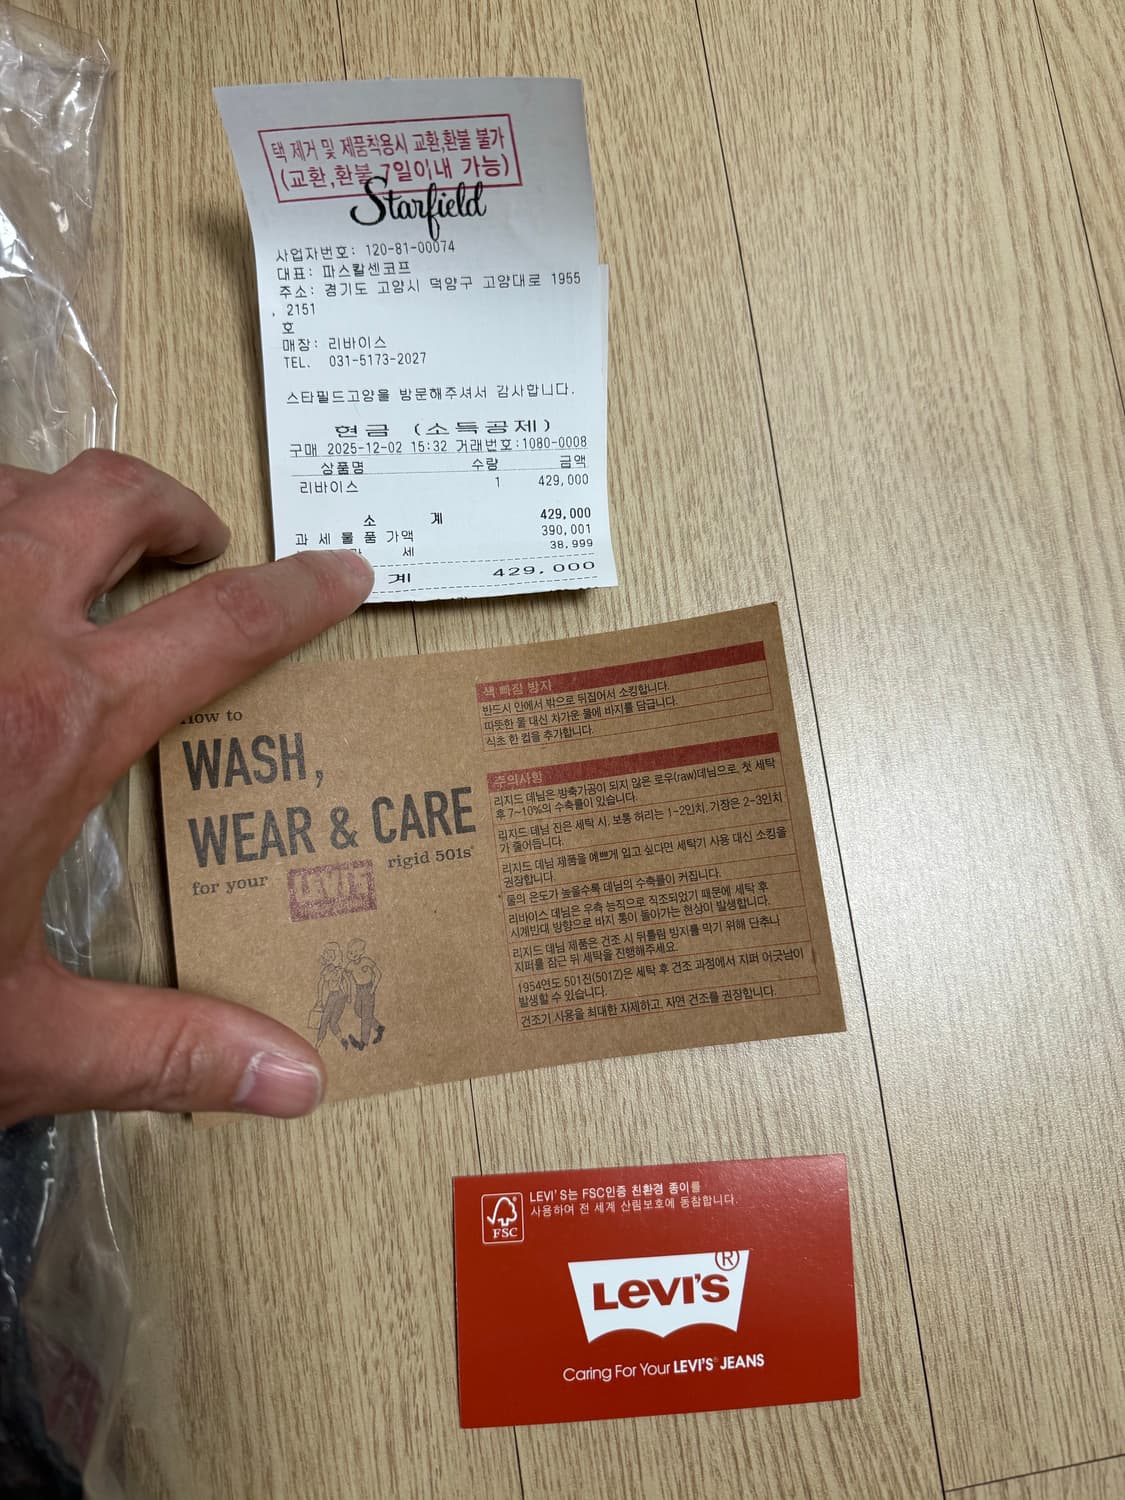 택 제거 및 제품착용시 교환,환불 불가
(교환,환불 7일이내 가능)
Starfield
사업자번호: 120-81-00074
대표: 파스칼센코프
주소: 경기도 고양시 덕양구 고양대로 1955
, 2151
호
매장: 리바이스
TEL. 031-5173-2027
스타필드고양을 방문해주셔서 감사합니다.
현금 (소득공제)
구매 2025-12-02 15:32 거래번호:1080-0008
상품명 수량 금액
리바이스 1 429,000
소 계 429,000
과 세 물 품 가액 390,001
세 38,999
계 429,000
How to
WASH,
WEAR & CARE
for your LEVI'S rigid 501s®
색 빠짐 방지
반드시 안에서 밖으로 뒤집어서 소킹합니다.
따뜻한 물 대신 차가운 물에 바지를 담급니다.
식초 한 컵을 추가합니다.
주의사항
리지드 데님은 방축가공이 되지 않은 로우(raw)데님으로, 첫 세탁
후 7~10%의 수축률이 있습니다.
리지드 데님 진은 세탁 시, 보통 허리는 1~2인치, 기장은 2~3인치
가 줄어듭니다.
리지드 데님 제품을 예쁘게 입고 싶다면 세탁기 사용 대신 소킹을
권장합니다.
물의 온도가 높을수록 데님의 수축률이 커집니다.
리바이스 데님은 우측 능직으로 직조되었기 때문에 세탁 후
시계반대 방향으로 바지 통이 돌아가는 현상이 발생합니다.
리지드 데님 제품은 건조 시 뒤틀림 방지를 막기 위해 단추나
지퍼를 잠근 뒤 세탁을 진행해주세요.
1954연도 501진(501Z)은 세탁 후 건조 과정에서 지퍼 어긋남이
발생할 수 있습니다.
건조기 사용을 최대한 자제하고, 자연 건조를 권장합니다.
FSC
LEVI'S는 FSC인증 친환경 종이를
사용하여 전 세계 산림보호에 동참합니다.
LEVI'S®
Caring For Your LEVI'S® JEANS